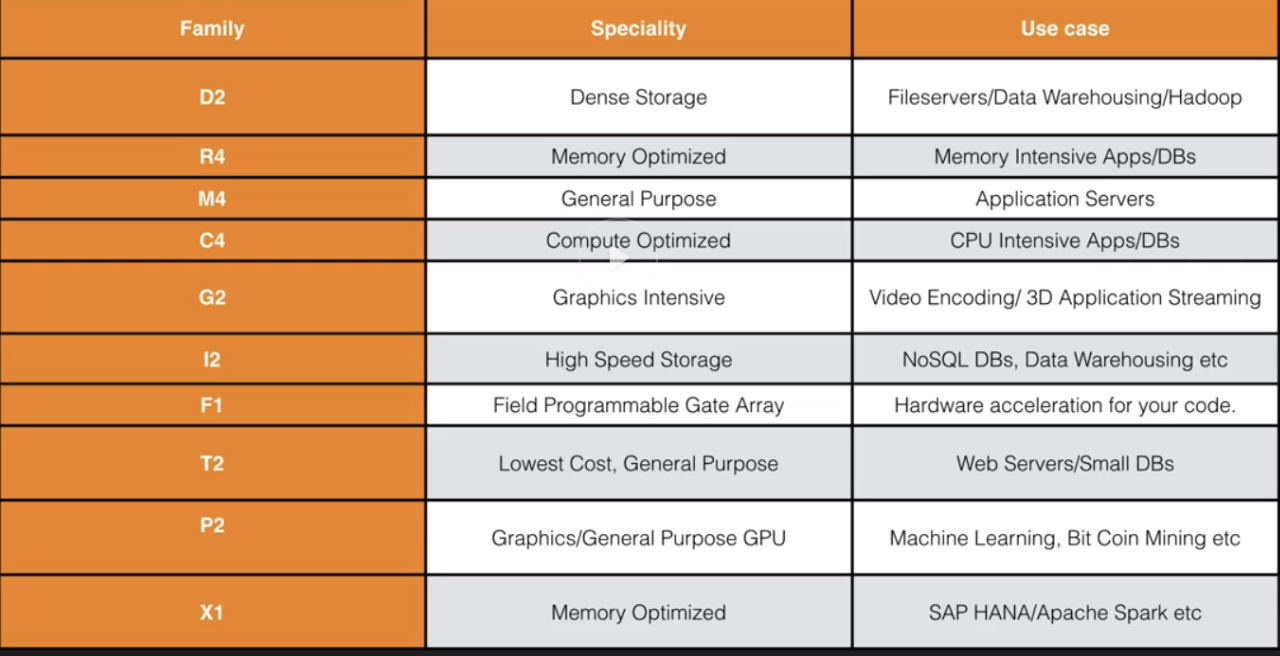 Family Speciality Use case
D2 Dense Storage Fileservers/Data Warehousing/Hadoop
R4 Memory Optimized Memory Intensive Apps/DBs
M4 General Purpose Application Servers
C4 Compute Optimized CPU Intensive Apps/DBs
G2 Graphics Intensive Video Encoding/ 3D Application Streaming
I2 High Speed Storage NoSQL DBs, Data Warehousing etc
F1 Field Programmable Gate Array Hardware acceleration for your code.
T2 Lowest Cost, General Purpose Web Servers/Small DBs
P2 Graphics/General Purpose GPU Machine Learning, Bit Coin Mining etc
X1 Memory Optimized SAP HANA/Apache Spark etc